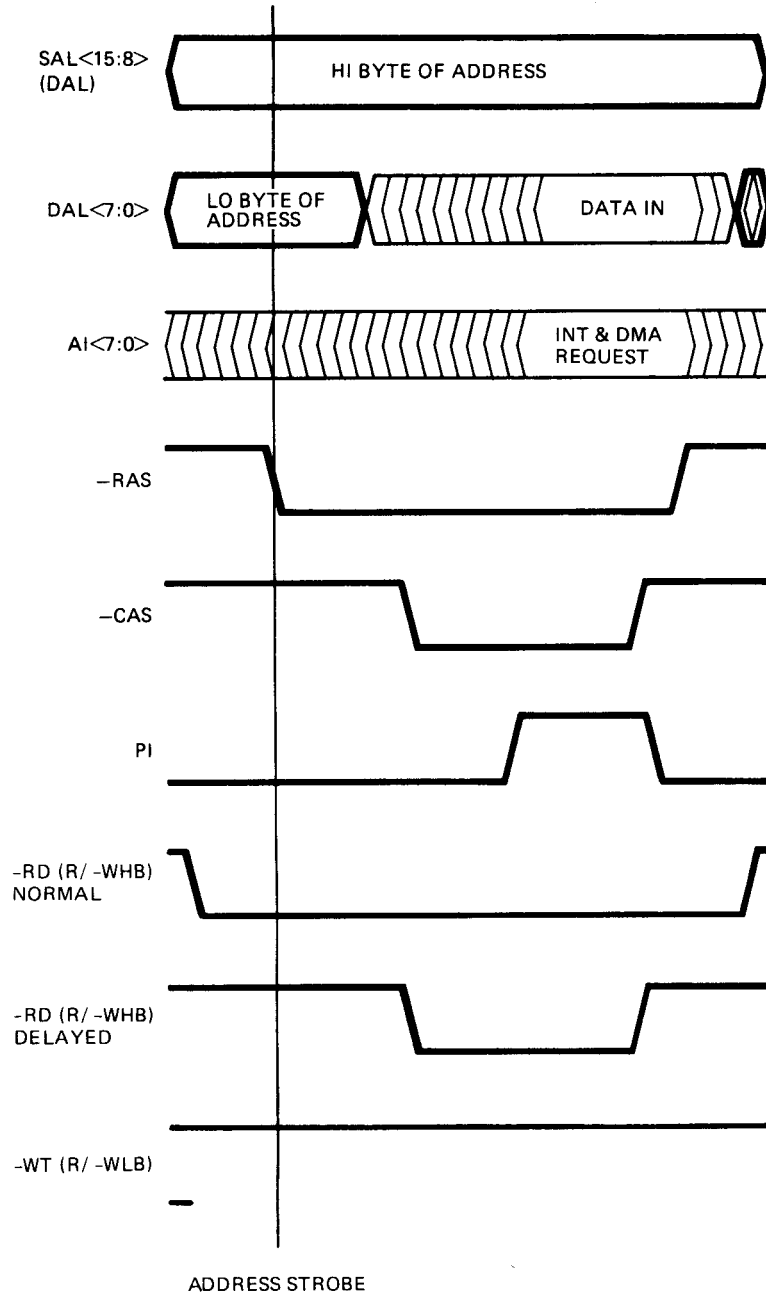 SAL<15:8>
(DAL)
HI BYTE OF ADDRESS
DAL<7:0>
LO BYTE OF
ADDRESS
DATA IN
AI<7:0>
INT & DMA
REQUEST
–RAS
–CAS
PI
-RD (R/ -WHB)
NORMAL
-RD (R/ -WHB)
DELAYED
-WT (R/ -WLB)
ADDRESS STROBE